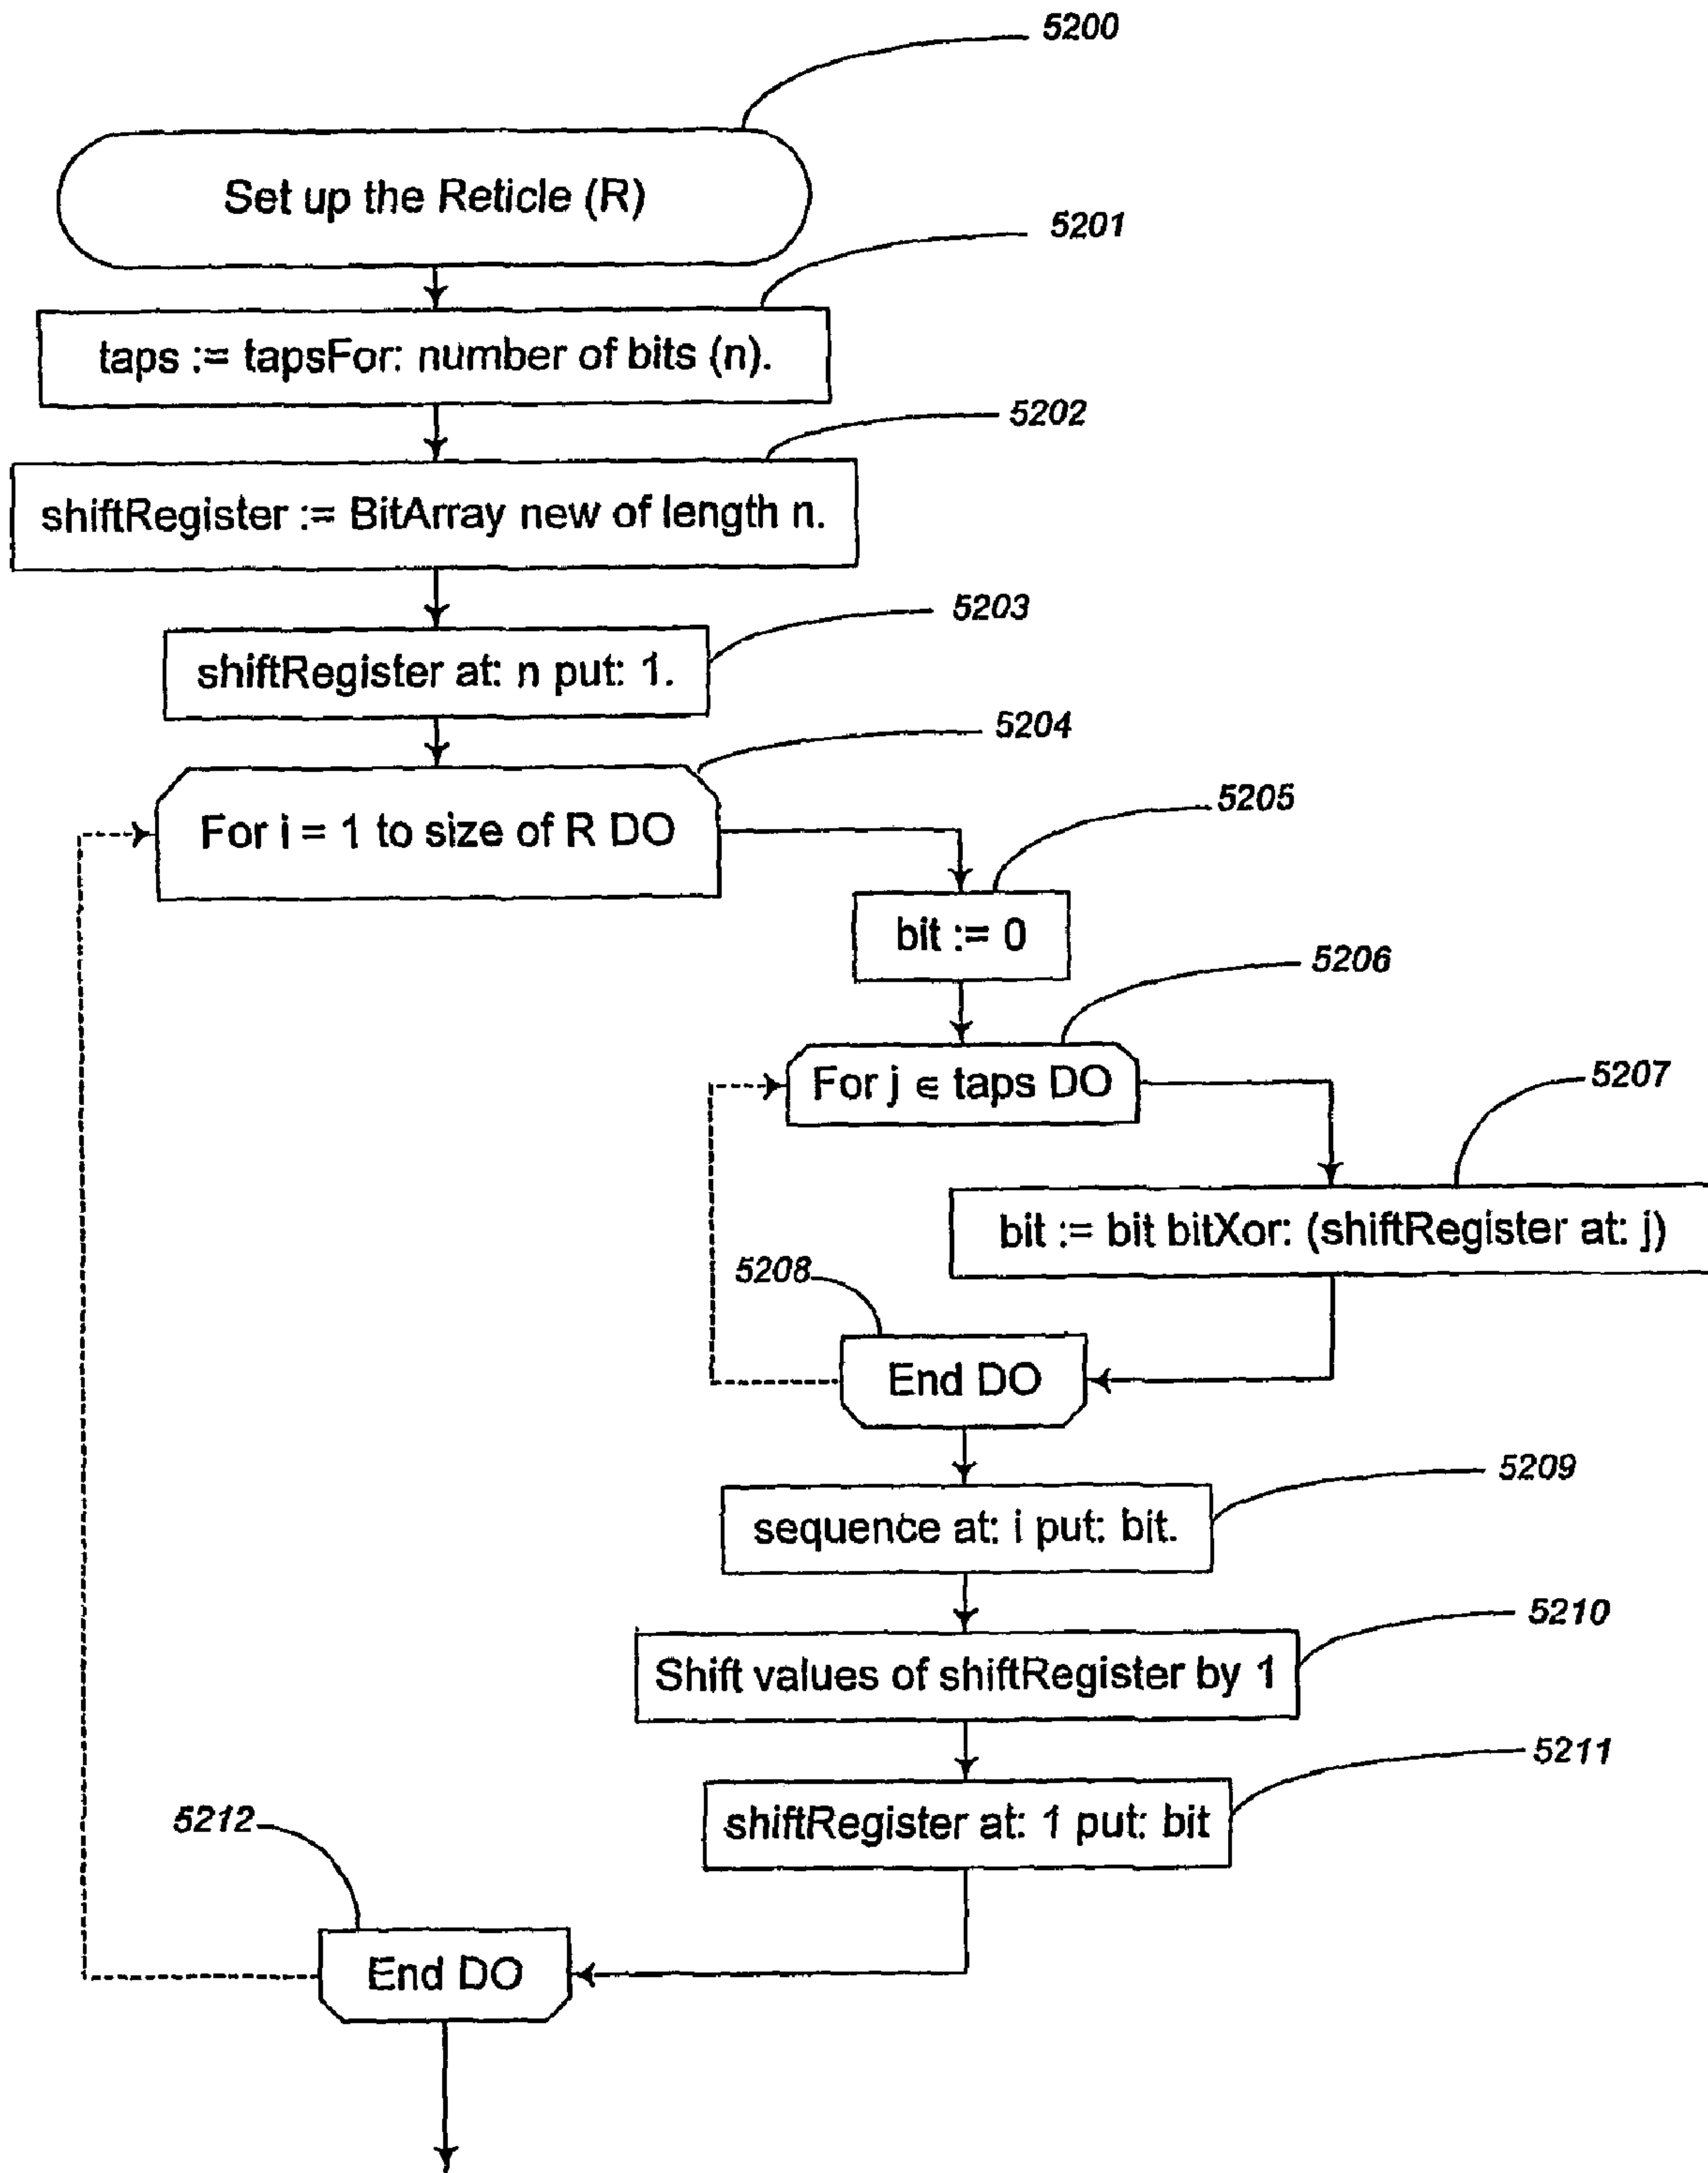 5200
Set up the Reticle (R)
5201
taps := tapsFor: number of bits (n).
5202
shiftRegister := BitArray new of length n.
5203
shiftRegister at: n put: 1.
5204
For i = 1 to size of R DO
5205
bit := 0
5206
For j ∈ taps DO
5207
bit := bit bitXor: (shiftRegister at: j)
5208
End DO
5209
sequence at: i put: bit.
5210
Shift values of shiftRegister by 1
5211
shiftRegister at: 1 put: bit
5212
End DO